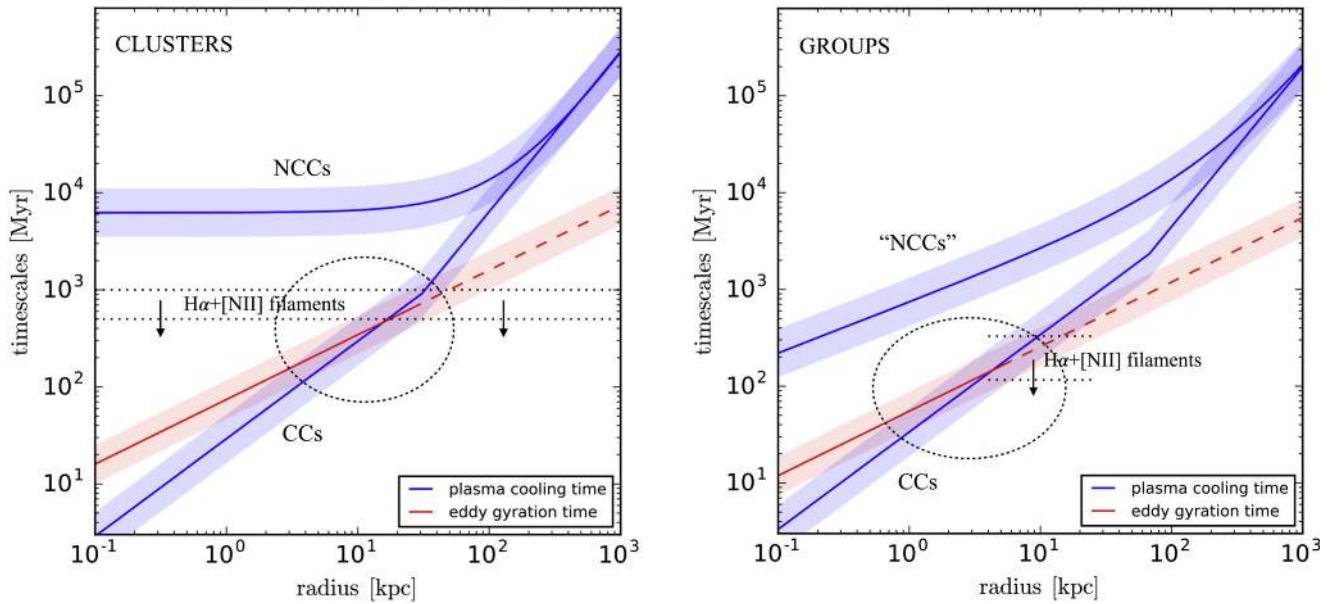 CLUSTERS
10^5
10^4
10^3
10^2
10^1
timescales [Myr]
NCCs
Hα+[NII] filaments
CCs
plasma cooling time
eddy gyration time
10^-1
10^0
10^1
10^2
10^3
radius [kpc]
GROUPS
10^5
10^4
10^3
10^2
10^1
timescales [Myr]
“NCCs”
Hα+[NII] filaments
CCs
plasma cooling time
eddy gyration time
10^-1
10^0
10^1
10^2
10^3
radius [kpc]